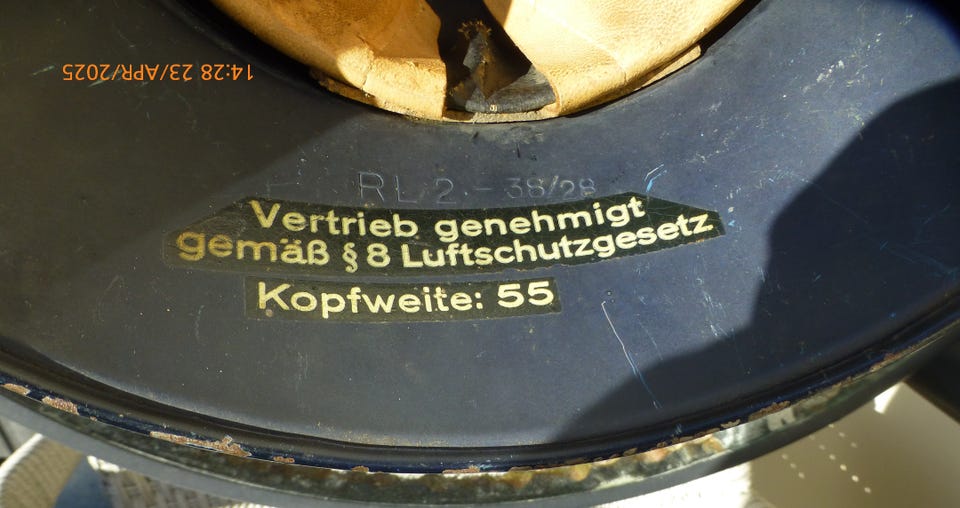 14:28 23/APR/2025
RL 2 - 38/28
Vertrieb genehmigt
gemäß § 8 Luftschutzgesetz
Kopfweite: 55